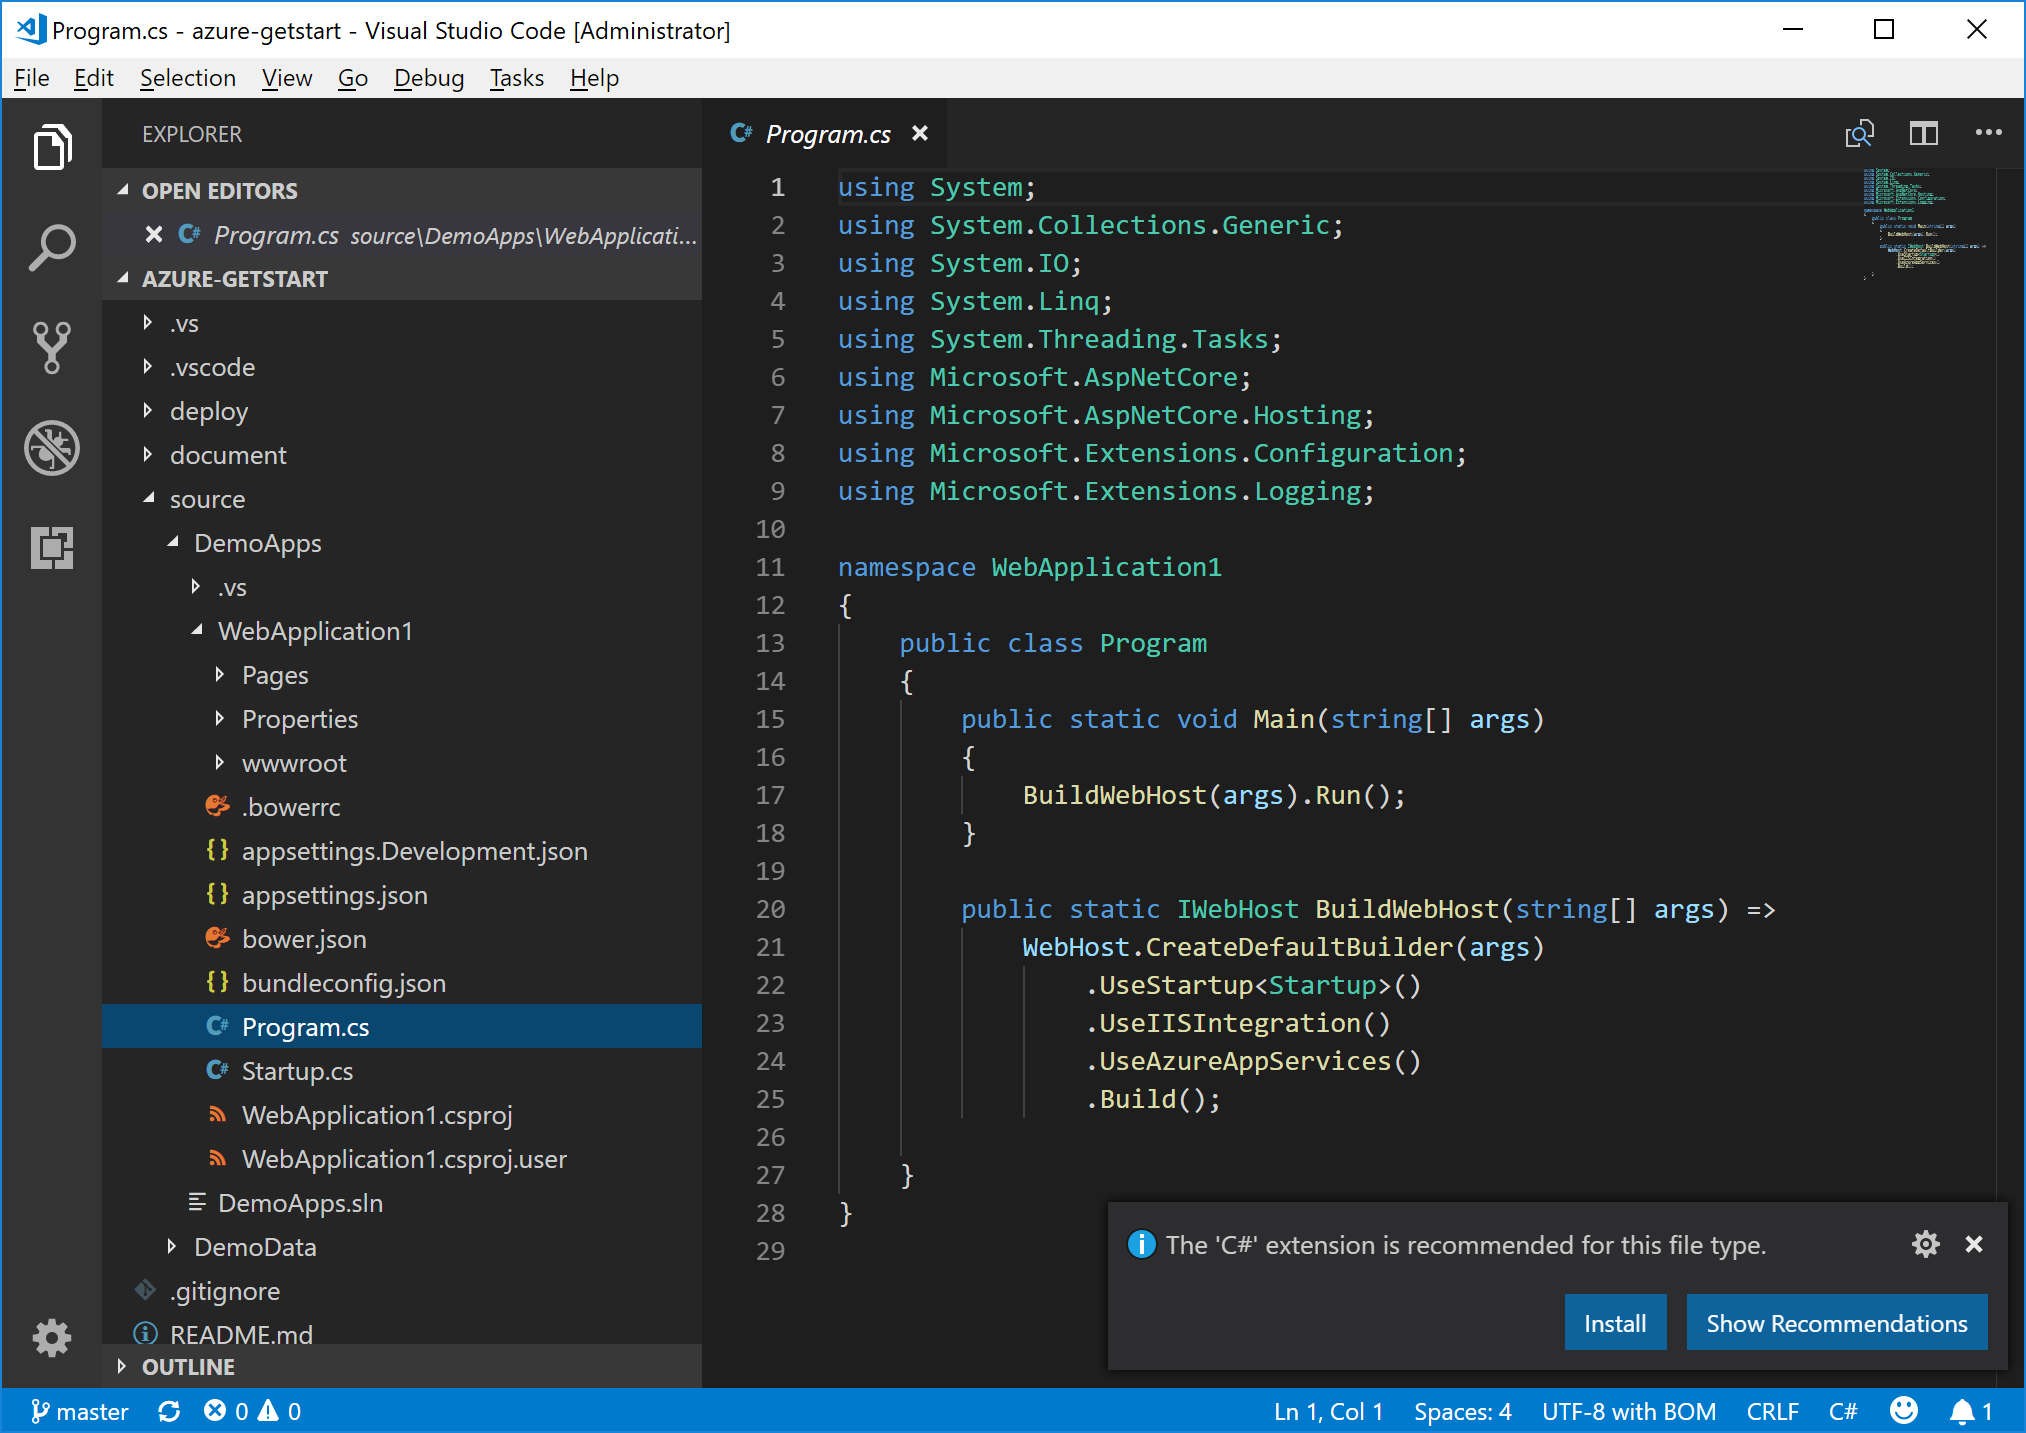 Program.cs - azure-getstart - Visual Studio Code [Administrator]
File Edit Selection View Go Debug Tasks Help
EXPLORER
OPEN EDITORS
C# Program.cs source\DemoApps\WebApplicati...
AZURE-GETSTART
.vs
.vscode
deploy
document
source
DemoApps
.vs
WebApplication1
Pages
Properties
wwwroot
.bowerrc
{} appsettings.Development.json
{} appsettings.json
bower.json
{} bundleconfig.json
C# Program.cs
C# Startup.cs
WebApplication1.csproj
WebApplication1.csproj.user
DemoApps.sln
DemoData
.gitignore
README.md
OUTLINE
C# Program.cs
1 using System;
2 using System.Collections.Generic;
3 using System.IO;
4 using System.Linq;
5 using System.Threading.Tasks;
6 using Microsoft.AspNetCore;
7 using Microsoft.AspNetCore.Hosting;
8 using Microsoft.Extensions.Configuration;
9 using Microsoft.Extensions.Logging;
10
11 namespace WebApplication1
12 {
13     public class Program
14     {
15         public static void Main(string[] args)
16         {
17             BuildWebHost(args).Run();
18         }
19
20         public static IWebHost BuildWebHost(string[] args) =>
21             WebHost.CreateDefaultBuilder(args)
22                 .UseStartup<Startup>()
23                 .UseIISIntegration()
24                 .UseAzureAppServices()
25                 .Build();
26
27     }
28 }
29
The 'C#' extension is recommended for this file type.
Install Show Recommendations
master 0 0 Ln 1, Col 1 Spaces: 4 UTF-8 with BOM CRLF C# 1